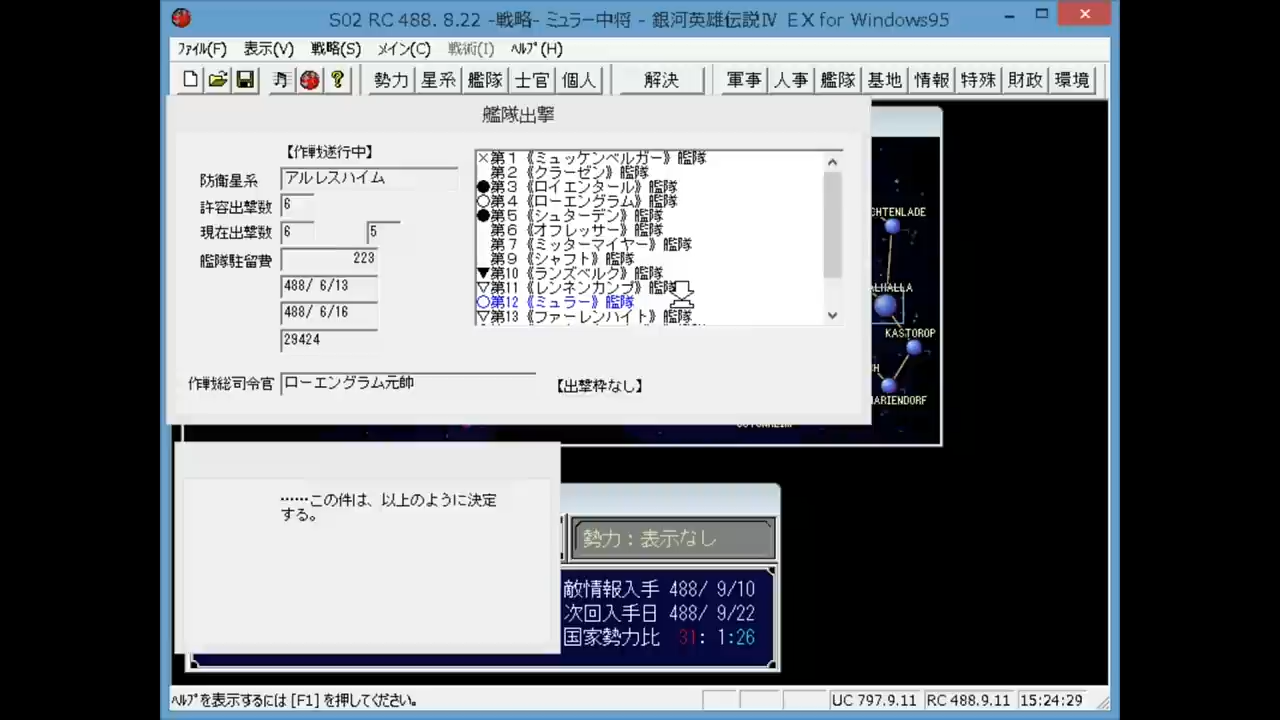 S02 RC 488. 8.22 -戦略- ミュラー中将 - 銀河英雄伝説Ⅳ ＥＸ for Windows95
ﾌｧｲﾙ(F) 表示(V) 戦略(S) メイン(C) 戦術(I) ﾍﾙﾌﾟ(H)
勢力 星系 艦隊 士官 個人 解決 軍事 人事 艦隊 基地 情報 特殊 財政 環境
艦隊出撃
【作戦遂行中】
防衛星系 アルレスハイム
許容出撃数 6
現在出撃数 6 5
艦隊駐留費 223
488/ 6/13
488/ 6/16
29424
作戦総司令官 ローエングラム元帥 【出撃枠なし】
×第１《ミュッケンベルガー》艦隊
第２《クラーゼン》艦隊
●第３《ロイエンタール》艦隊
○第４《ローエングラム》艦隊
●第５《シュターデン》艦隊
第６《オフレッサー》艦隊
第７《ミッターマイヤー》艦隊
第９《シャフト》艦隊
▼第10《ランズベルク》艦隊
▽第11《レンネンカンプ》艦隊
○第12《ミュラー》艦隊
▽第13《ファーレンハイト》艦隊
CHTENLADE
ALHALLA
KASTOROP
ARIENDORF
……この件は、以上のように決定
する。
勢力：表示なし
敵情報入手 488/ 9/10
次回入手日 488/ 9/22
国家勢力比 31: 1:26
ﾍﾙﾌﾟを表示するには [F1] を押してください。
UC 797.9.11 RC 488.9.11 15:24:29